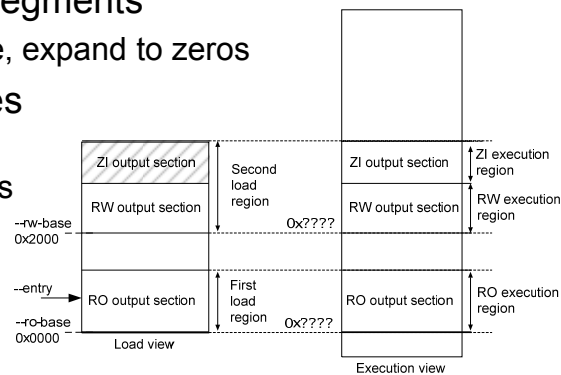 egments
e, expand to zeros
es
s
ZI output section
RW output section
--rw-base
0x2000
Second
load
region
0x????
ZI output section
RW output section
ZI execution
region
RW execution
region
--entry
RO output section
--ro-base
0x0000
First
load
region
0x????
RO output section
RO execution
region
Load view
Execution view